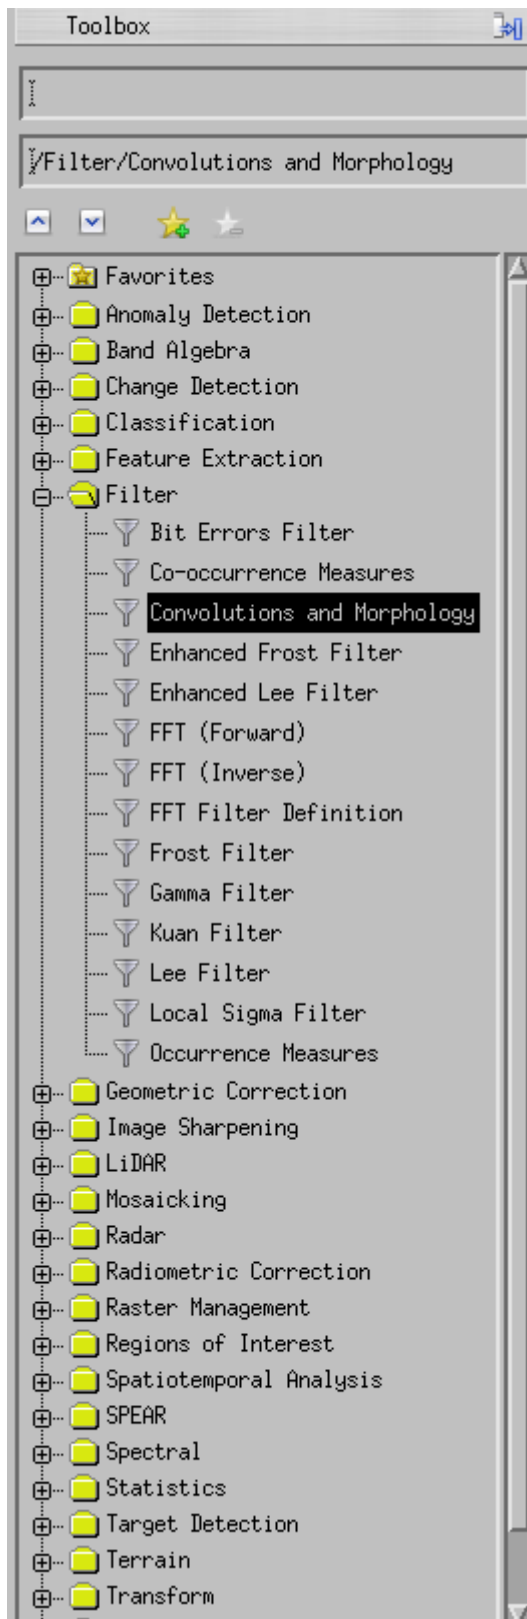 Toolbox
/Filter/Convolutions and Morphology
Favorites
Anomaly Detection
Band Algebra
Change Detection
Classification
Feature Extraction
Filter
Bit Errors Filter
Co-occurrence Measures
Convolutions and Morphology
Enhanced Frost Filter
Enhanced Lee Filter
FFT (Forward)
FFT (Inverse)
FFT Filter Definition
Frost Filter
Gamma Filter
Kuan Filter
Lee Filter
Local Sigma Filter
Occurrence Measures
Geometric Correction
Image Sharpening
LiDAR
Mosaicking
Radar
Radiometric Correction
Raster Management
Regions of Interest
Spatiotemporal Analysis
SPEAR
Spectral
Statistics
Target Detection
Terrain
Transform